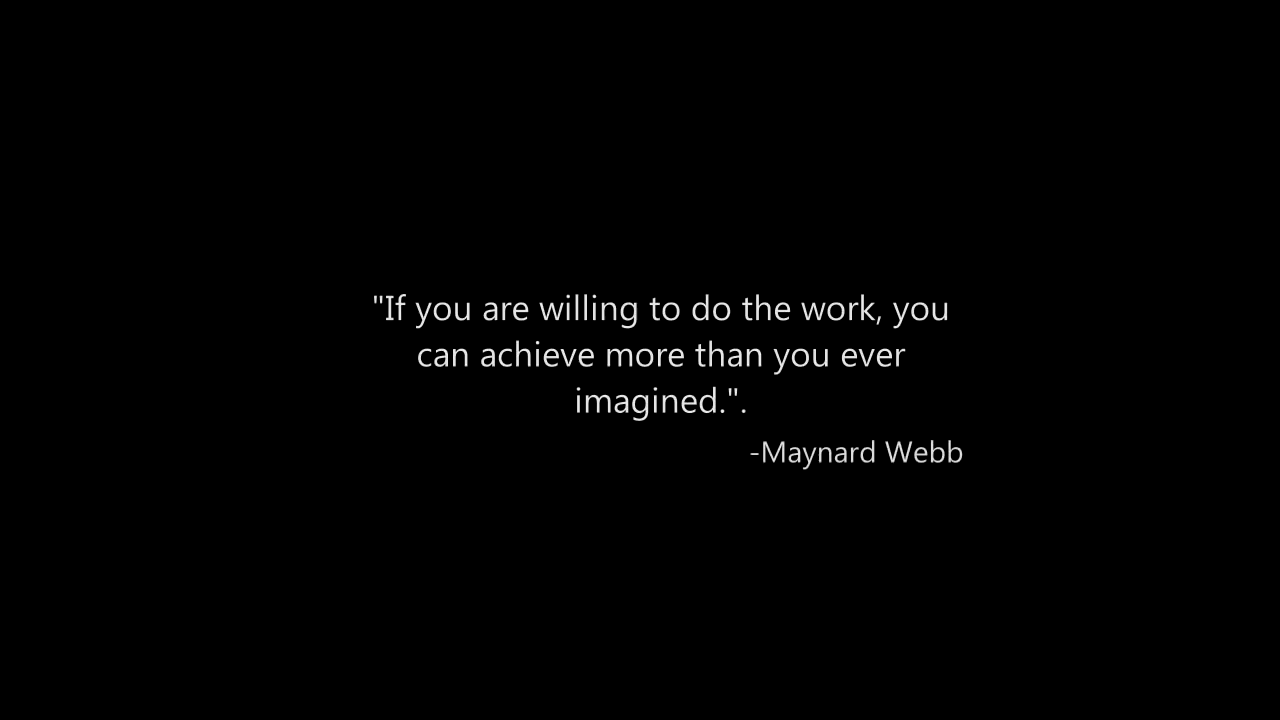 "If you are willing to do the work, you
can achieve more than you ever
imagined.".
-Maynard Webb